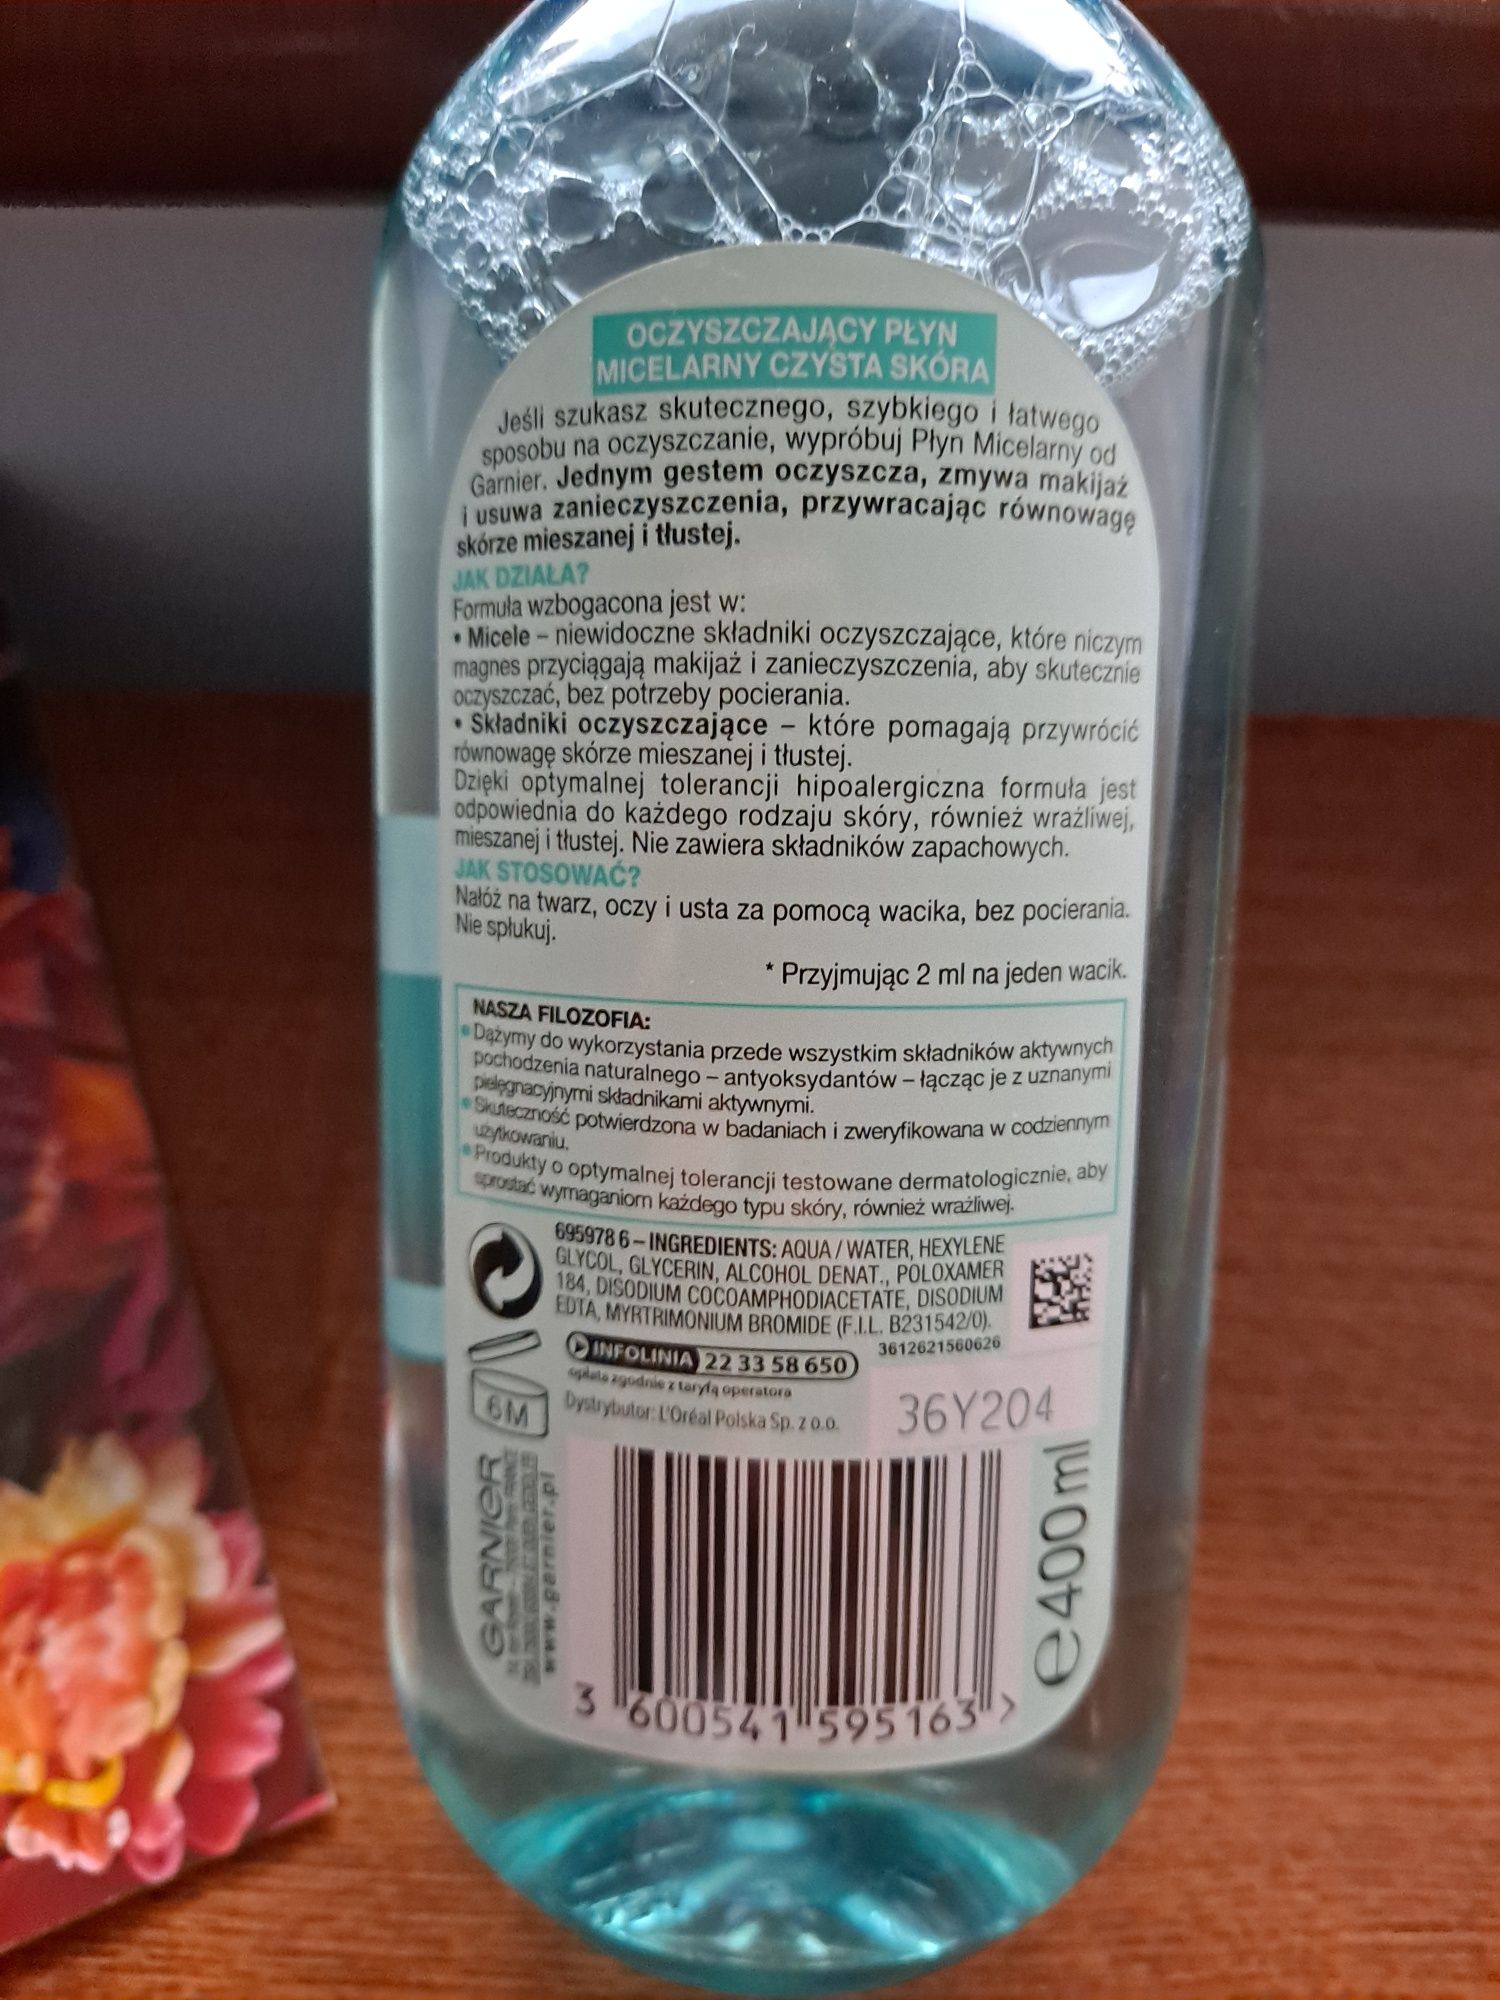 OCZYSZCZAJĄCY PŁYN
MICELARNY CZYSTA SKÓRA
Jeśli szukasz skutecznego, szybkiego i łatwego
sposobu na oczyszczanie, wypróbuj Płyn Micelarny od
Garnier. Jednym gestem oczyszcza, zmywa makijaż
i usuwa zanieczyszczenia, przywracając równowagę
skórze mieszanej i tłustej.
JAK DZIAŁA?
Formuła wzbogacona jest w:
• Micele – niewidoczne składniki oczyszczające, które niczym
magnes przyciągają makijaż i zanieczyszczenia, aby skutecznie
oczyszczać, bez potrzeby pocierania.
• Składniki oczyszczające – które pomagają przywrócić
równowagę skórze mieszanej i tłustej.
Dzięki optymalnej tolerancji hipoalergiczna formuła jest
odpowiednia do każdego rodzaju skóry, również wrażliwej,
mieszanej i tłustej. Nie zawiera składników zapachowych.
JAK STOSOWAĆ?
Nałóż na twarz, oczy i usta za pomocą wacika, bez pocierania.
Nie spłukuj.
* Przyjmując 2 ml na jeden wacik.
NASZA FILOZOFIA:
• Dążymy do wykorzystania przede wszystkim składników aktywnych
pochodzenia naturalnego – antyoksydantów – łącząc je z uznanymi
pielęgnacyjnymi składnikami aktywnymi.
• Skuteczność potwierdzona w badaniach i zweryfikowana w codziennym
użytkowaniu.
• Produkty o optymalnej tolerancji testowane dermatologicznie, aby
sprostać wymaganiom każdego typu skóry, również wrażliwej.
695978 6 – INGREDIENTS: AQUA / WATER, HEXYLENE
GLYCOL, GLYCERIN, ALCOHOL DENAT., POLOXAMER
184, DISODIUM COCOAMPHODIACETATE, DISODIUM
EDTA, MYRTRIMONIUM BROMIDE (F.I.L. B231542/0).
3612621560626
INFOLINIA 22 33 58 650
opłata zgodnie z taryfą operatora
Dystrybutor: L'Oréal Polska Sp. z o.o.
6M
36Y204
GARNIER
www.garnier.pl
e400ml
3 600541 595163 >